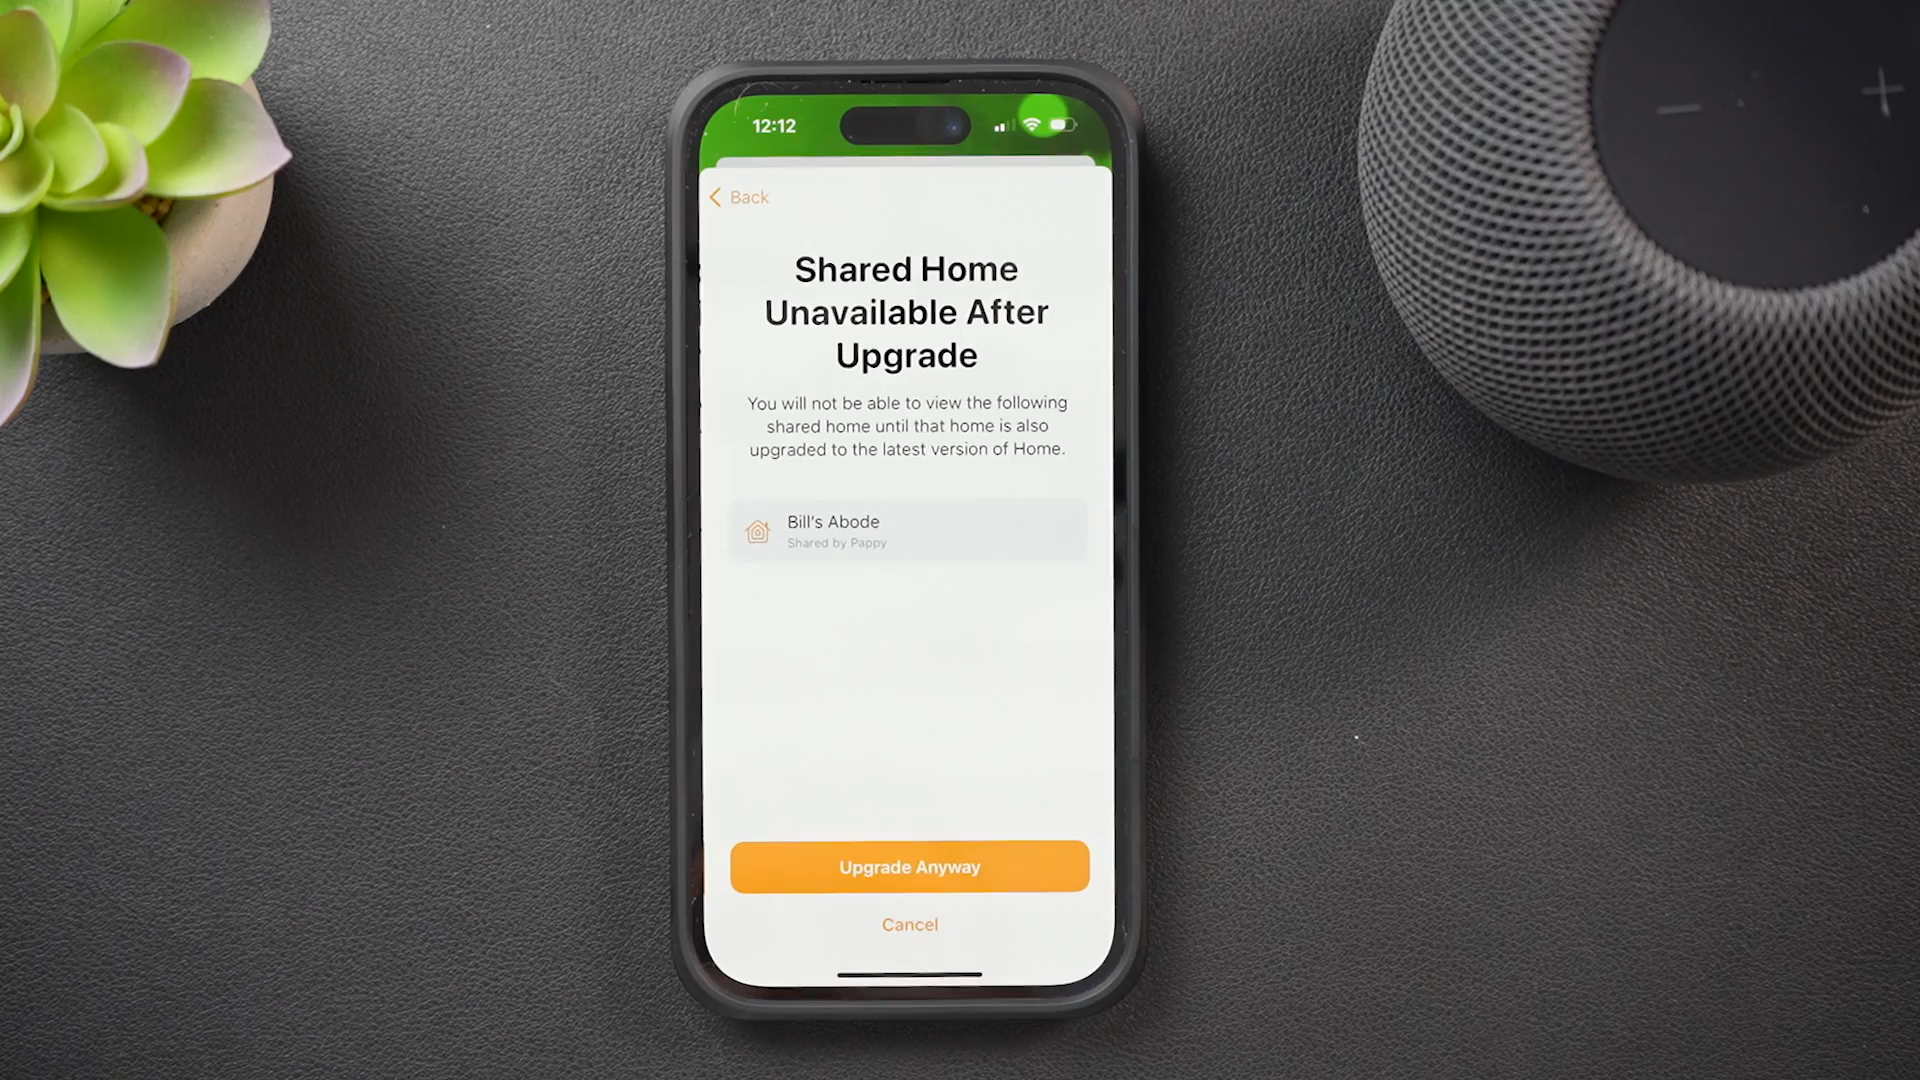 12:12
Back
Shared Home
Unavailable After
Upgrade
You will not be able to view the following
shared home until that home is also
upgraded to the latest version of Home.
Bill's Abode
Shared by Pappy
Upgrade Anyway
Cancel